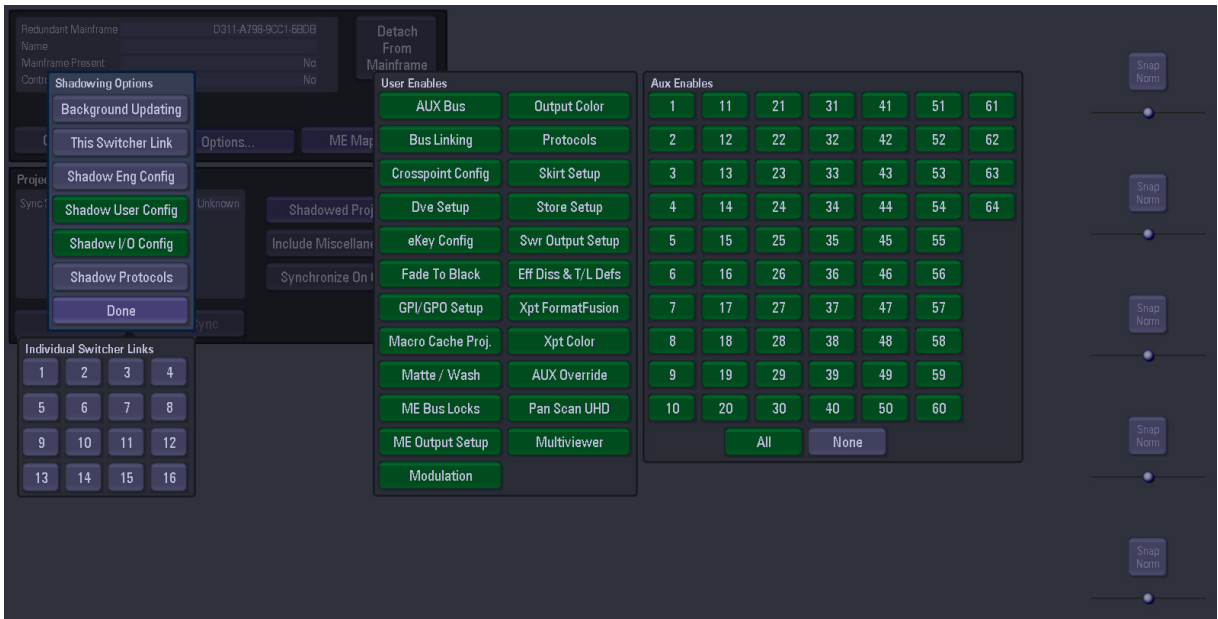 Redundant Mainframe D311-A798-9CC1-6BDB
Name
Mainframe Present No
Contro No
Detach
From
Mainframe
Options...
ME Map
Projec
Sync S Unknown
Shadowed Proj
Include Miscellane
Synchronize On
ync
Shadowing Options
Background Updating
This Switcher Link
Shadow Eng Config
Shadow User Config
Shadow I/O Config
Shadow Protocols
Done
Individual Switcher Links
1 2 3 4
5 6 7 8
9 10 11 12
13 14 15 16
User Enables
AUX Bus Output Color
Bus Linking Protocols
Crosspoint Config Skirt Setup
Dve Setup Store Setup
eKey Config Swr Output Setup
Fade To Black Eff Diss & T/L Defs
GPI/GPO Setup Xpt FormatFusion
Macro Cache Proj. Xpt Color
Matte / Wash AUX Override
ME Bus Locks Pan Scan UHD
ME Output Setup Multiviewer
Modulation
Aux Enables
1 11 21 31 41 51 61
2 12 22 32 42 52 62
3 13 23 33 43 53 63
4 14 24 34 44 54 64
5 15 25 35 45 55
6 16 26 36 46 56
7 17 27 37 47 57
8 18 28 38 48 58
9 19 29 39 49 59
10 20 30 40 50 60
All None
Snap
Norm
Snap
Norm
Snap
Norm
Snap
Norm
Snap
Norm